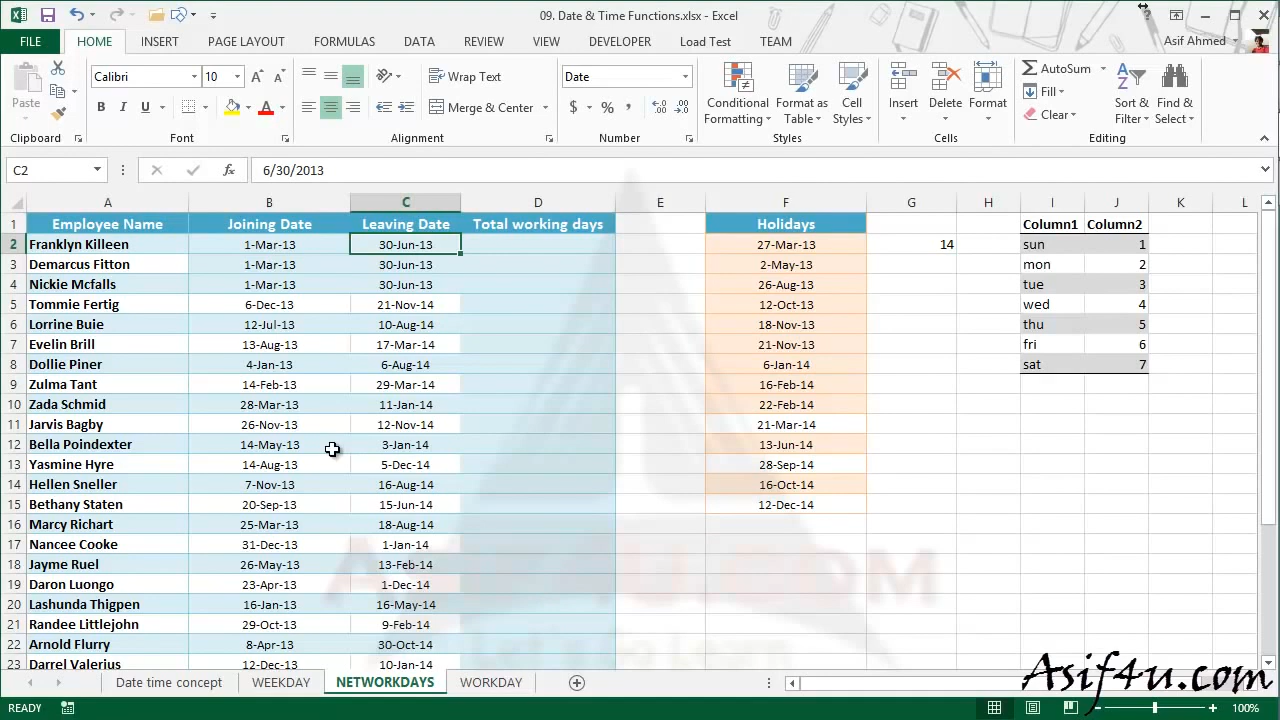 09. Date & Time Functions.xlsx - Excel
FILE HOME INSERT PAGE LAYOUT FORMULAS DATA REVIEW VIEW DEVELOPER Load Test TEAM Asif Ahmed
Paste
Calibri 10
B I U A
Wrap Text
Merge & Center
Date
$ % ,
Conditional Formatting
Format as Table
Cell Styles
Insert
Delete
Format
AutoSum
Fill
Clear
Sort & Filter
Find & Select
Clipboard Font Alignment Number Styles Cells Editing
C2 fx 6/30/2013
A B C D E F G H I J K L
1 Employee Name Joining Date Leaving Date Total working days Holidays Column1 Column2
2 Franklyn Killeen 1-Mar-13 30-Jun-13 27-Mar-13 14 sun 1
3 Demarcus Fitton 1-Mar-13 30-Jun-13 2-May-13 mon 2
4 Nickie Mcfalls 1-Mar-13 30-Jun-13 26-Aug-13 tue 3
5 Tommie Fertig 6-Dec-13 21-Nov-14 12-Oct-13 wed 4
6 Lorrine Buie 12-Jul-13 10-Aug-14 18-Nov-13 thu 5
7 Evelin Brill 13-Aug-13 17-Mar-14 21-Nov-13 fri 6
8 Dollie Piner 4-Jan-13 6-Aug-14 6-Jan-14 sat 7
9 Zulma Tant 14-Feb-13 29-Mar-14 16-Feb-14
10 Zada Schmid 28-Mar-13 11-Jan-14 22-Feb-14
11 Jarvis Bagby 26-Nov-13 12-Nov-14 21-Mar-14
12 Bella Poindexter 14-May-13 3-Jan-14 13-Jun-14
13 Yasmine Hyre 14-Aug-13 5-Dec-14 28-Sep-14
14 Hellen Sneller 7-Nov-13 16-Aug-14 16-Oct-14
15 Bethany Staten 20-Sep-13 15-Jun-14 12-Dec-14
16 Marcy Richart 25-Mar-13 18-Aug-14
17 Nancee Cooke 31-Dec-13 1-Jan-14
18 Jayme Ruel 26-May-13 13-Feb-14
19 Daron Luongo 23-Apr-13 1-Dec-14
20 Lashunda Thigpen 16-Jan-13 16-May-14
21 Randee Littlejohn 29-Oct-13 9-Feb-14
22 Arnold Flurry 8-Apr-13 30-Oct-14
23 Darrel Valerius 12-Dec-13 10-Jan-14
Date time concept WEEKDAY NETWORKDAYS WORKDAY
Asif4u.com
READY 100%